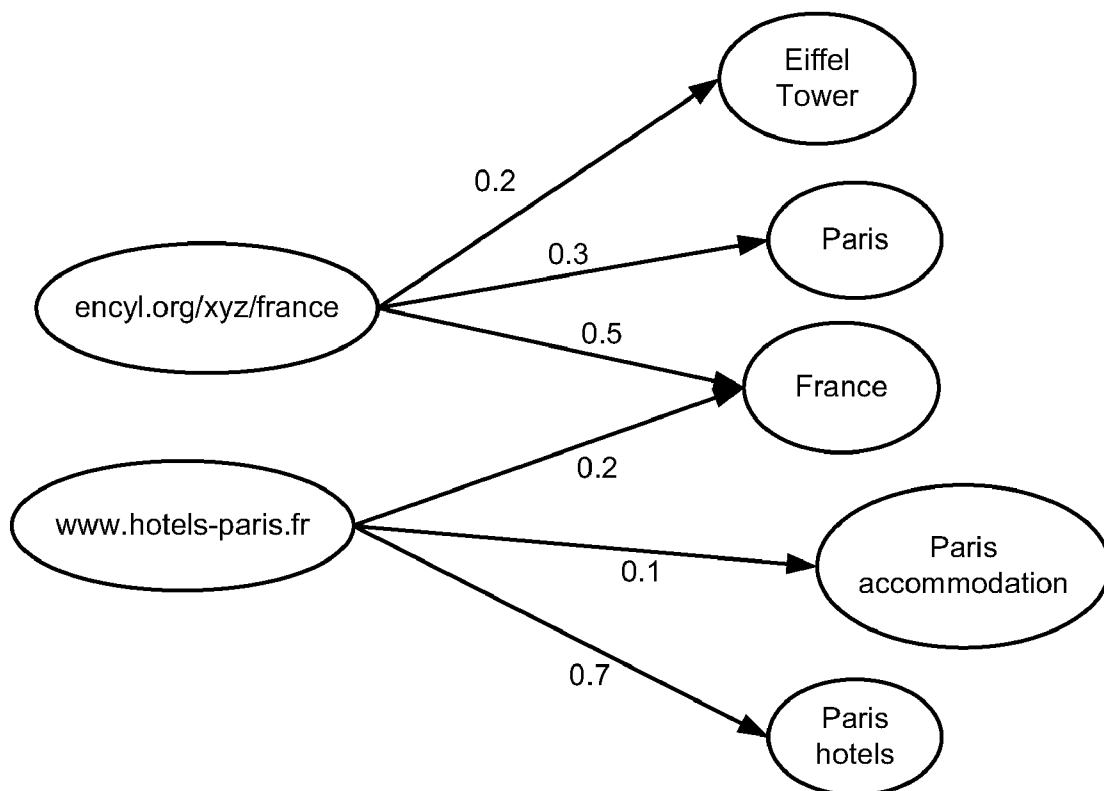 Eiffel
Tower
0.2
Paris
0.3
encyl.org/xyz/france
0.5
France
0.2
www.hotels-paris.fr
Paris
accommodation
0.1
0.7
Paris
hotels